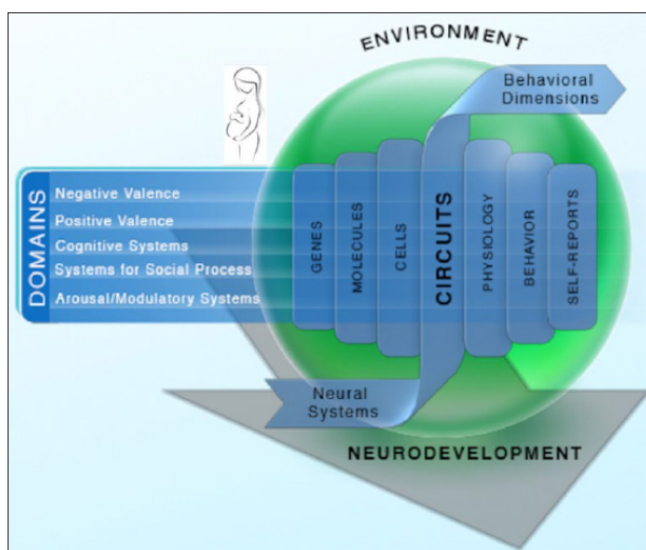 ENVIRONMENT
Behavioral
Dimensions
DOMAINS
Negative Valence
Positive Valence
Cognitive Systems
Systems for Social Process
Arousal/Modulatory Systems
GENES
MOLECULES
CELLS
CIRCUITS
PHYSIOLOGY
BEHAVIOR
SELF-REPORTS
Neural
Systems
NEURODEVELOPMENT